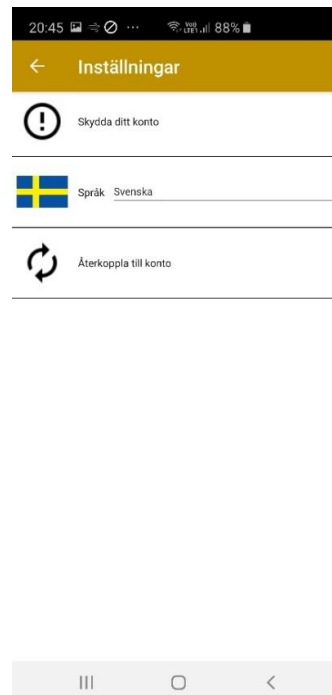 20:45 ... 88%
Inställningar
Skydda ditt konto
Språk Svenska
Återkoppla till konto